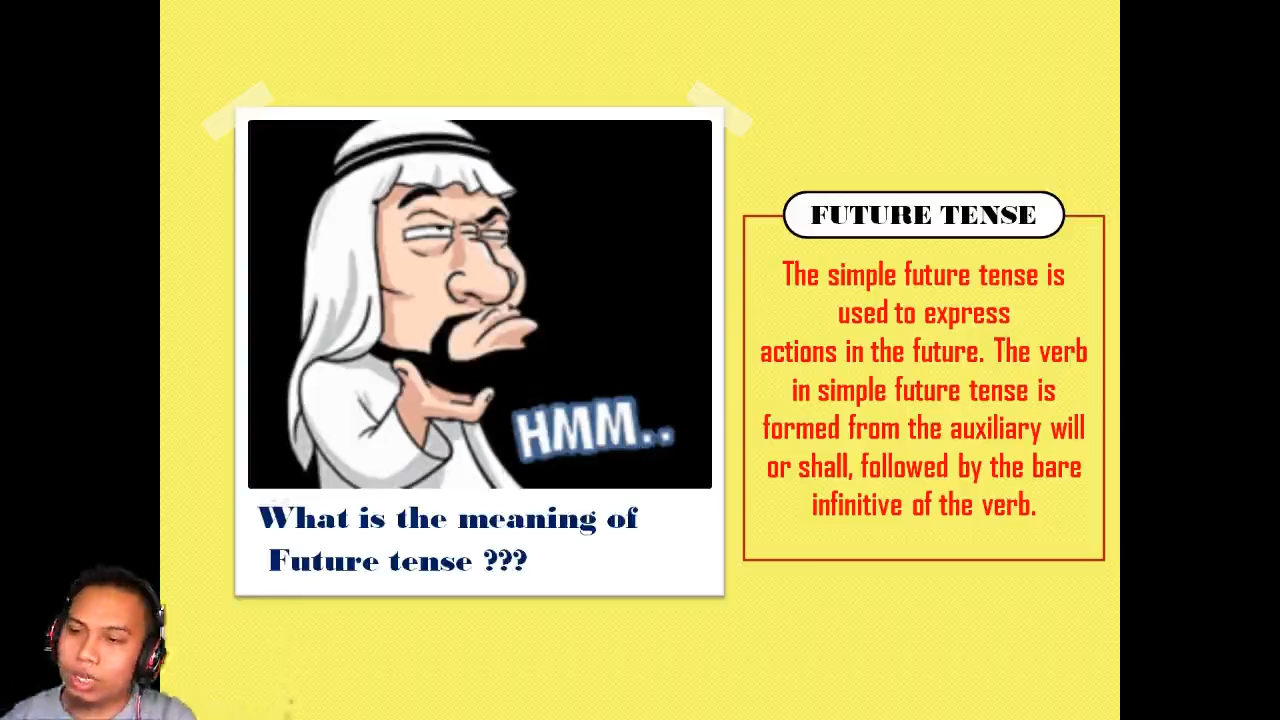 HMM..
What is the meaning of
Future tense ???
FUTURE TENSE
The simple future tense is
used to express
actions in the future. The verb
in simple future tense is
formed from the auxiliary will
or shall, followed by the bare
infinitive of the verb.